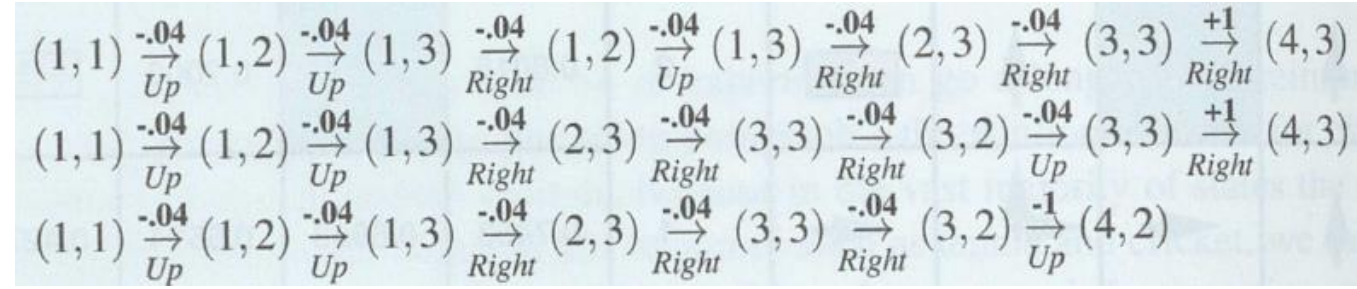 (1,1) -.04→Up (1,2) -.04→Up (1,3) -.04→Right (1,2) -.04→Up (1,3) -.04→Right (2,3) -.04→Right (3,3) +1→Right (4,3)
(1,1) -.04→Up (1,2) -.04→Up (1,3) -.04→Right (2,3) -.04→Right (3,3) -.04→Right (3,2) -.04→Up (3,3) +1→Right (4,3)
(1,1) -.04→Up (1,2) -.04→Up (1,3) -.04→Right (2,3) -.04→Right (3,3) -.04→Right (3,2) -1→Up (4,2)